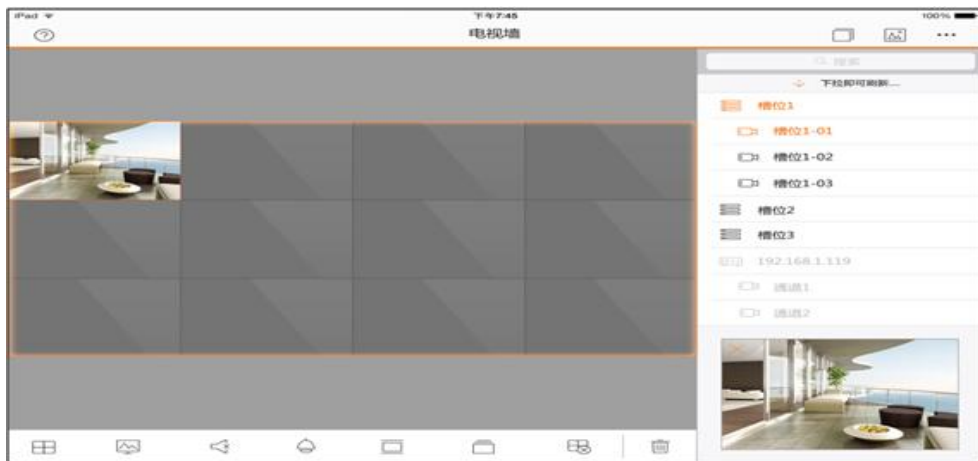 iPad 下午7:45 100%
电视墙
搜索
下拉即可刷新...
槽位1
槽位1-01
槽位1-02
槽位1-03
槽位2
槽位3
192.168.1.119
通道1
通道2